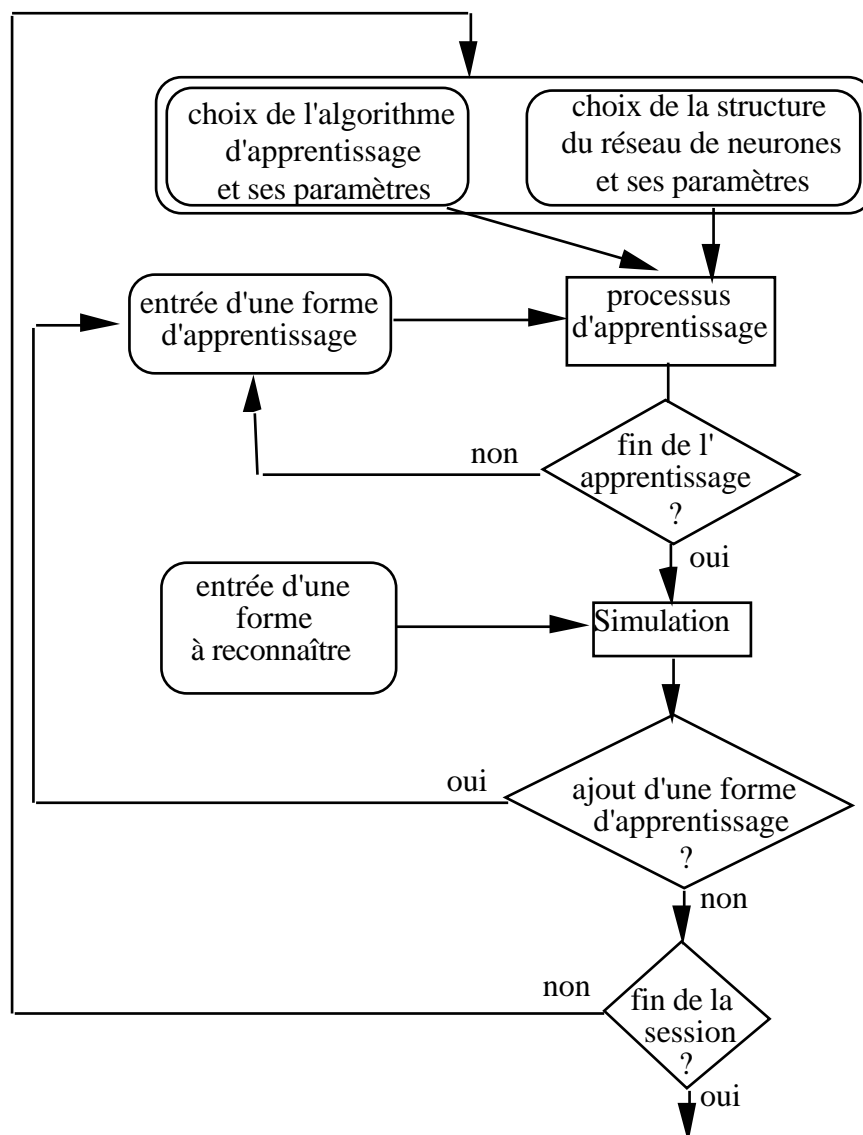 choix de l'algorithme
d'apprentissage
et ses paramètres
choix de la structure
du réseau de neurones
et ses paramètres
entrée d'une forme
d'apprentissage
processus
d'apprentissage
non
fin de l'
apprentissage
?
oui
entrée d'une
forme
à reconnaître
Simulation
oui
ajout d'une forme
d'apprentissage
?
non
non
fin de la
session
?
oui